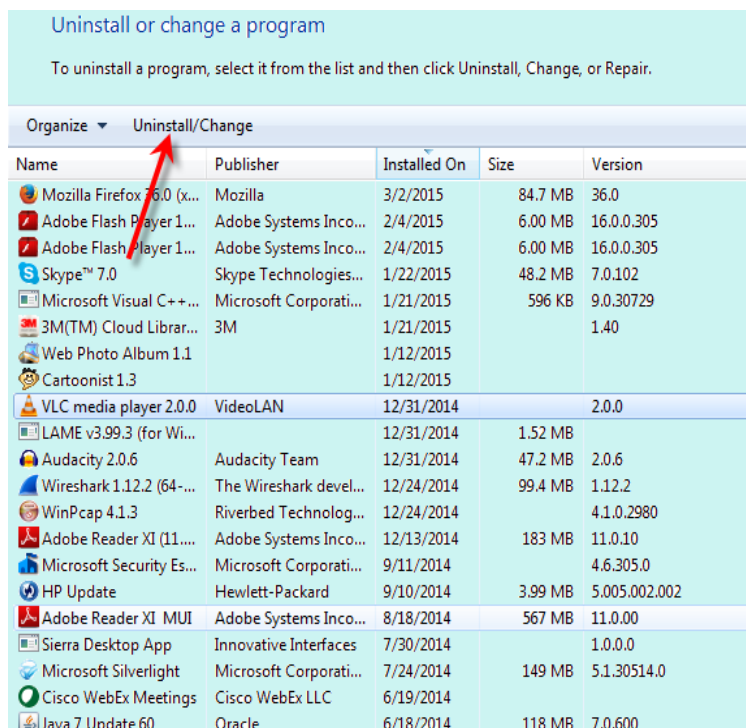 Uninstall or change a program
To uninstall a program, select it from the list and then click Uninstall, Change, or Repair.
Organize Uninstall/Change
Name Publisher Installed On Size Version
Mozilla Firefox 36.0 (x... Mozilla 3/2/2015 84.7 MB 36.0
Adobe Flash Player 1... Adobe Systems Inco... 2/4/2015 6.00 MB 16.0.0.305
Adobe Flash Player 1... Adobe Systems Inco... 2/4/2015 6.00 MB 16.0.0.305
Skype™ 7.0 Skype Technologies... 1/22/2015 48.2 MB 7.0.102
Microsoft Visual C++... Microsoft Corporati... 1/21/2015 596 KB 9.0.30729
3M(TM) Cloud Librar... 3M 1/21/2015 1.40
Web Photo Album 1.1 1/12/2015
Cartoonist 1.3 1/12/2015
VLC media player 2.0.0 VideoLAN 12/31/2014 2.0.0
LAME v3.99.3 (for Wi... 12/31/2014 1.52 MB
Audacity 2.0.6 Audacity Team 12/31/2014 47.2 MB 2.0.6
Wireshark 1.12.2 (64-... The Wireshark devel... 12/24/2014 99.4 MB 1.12.2
WinPcap 4.1.3 Riverbed Technolog... 12/24/2014 4.1.0.2980
Adobe Reader XI (11.... Adobe Systems Inco... 12/13/2014 183 MB 11.0.10
Microsoft Security Es... Microsoft Corporati... 9/11/2014 4.6.305.0
HP Update Hewlett-Packard 9/10/2014 3.99 MB 5.005.002.002
Adobe Reader XI MUI Adobe Systems Inco... 8/18/2014 567 MB 11.0.00
Sierra Desktop App Innovative Interfaces 7/30/2014 1.0.0.0
Microsoft Silverlight Microsoft Corporati... 7/24/2014 149 MB 5.1.30514.0
Cisco WebEx Meetings Cisco WebEx LLC 6/19/2014
Java 7 Update 60 Oracle 6/18/2014 118 MB 7.0.600